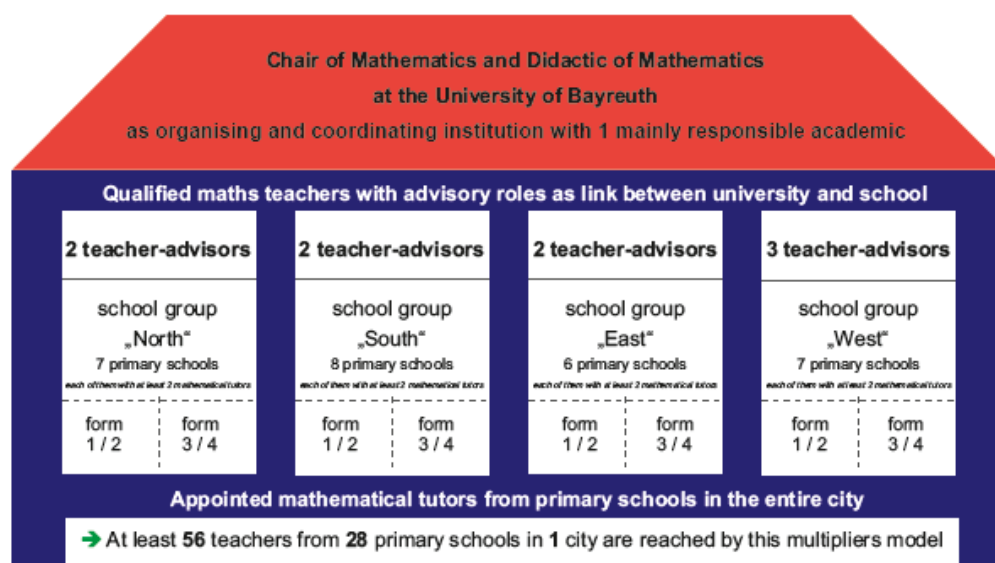 Chair of Mathematics and Didactic of Mathematics
at the University of Bayreuth
as organising and coordinating institution with 1 mainly responsible academic
Qualified maths teachers with advisory roles as link between university and school
2 teacher-advisors
school group
„North“
7 primary schools
each of them with at least 2 mathematical tutors
form
1 / 2
form
3 / 4
2 teacher-advisors
school group
„South“
8 primary schools
each of them with at least 2 mathematical tutors
form
1 / 2
form
3 / 4
2 teacher-advisors
school group
„East“
6 primary schools
each of them with at least 2 mathematical tutors
form
1 / 2
form
3 / 4
3 teacher-advisors
school group
„West“
7 primary schools
each of them with at least 2 mathematical tutors
form
1 / 2
form
3 / 4
Appointed mathematical tutors from primary schools in the entire city
➔ At least 56 teachers from 28 primary schools in 1 city are reached by this multipliers model